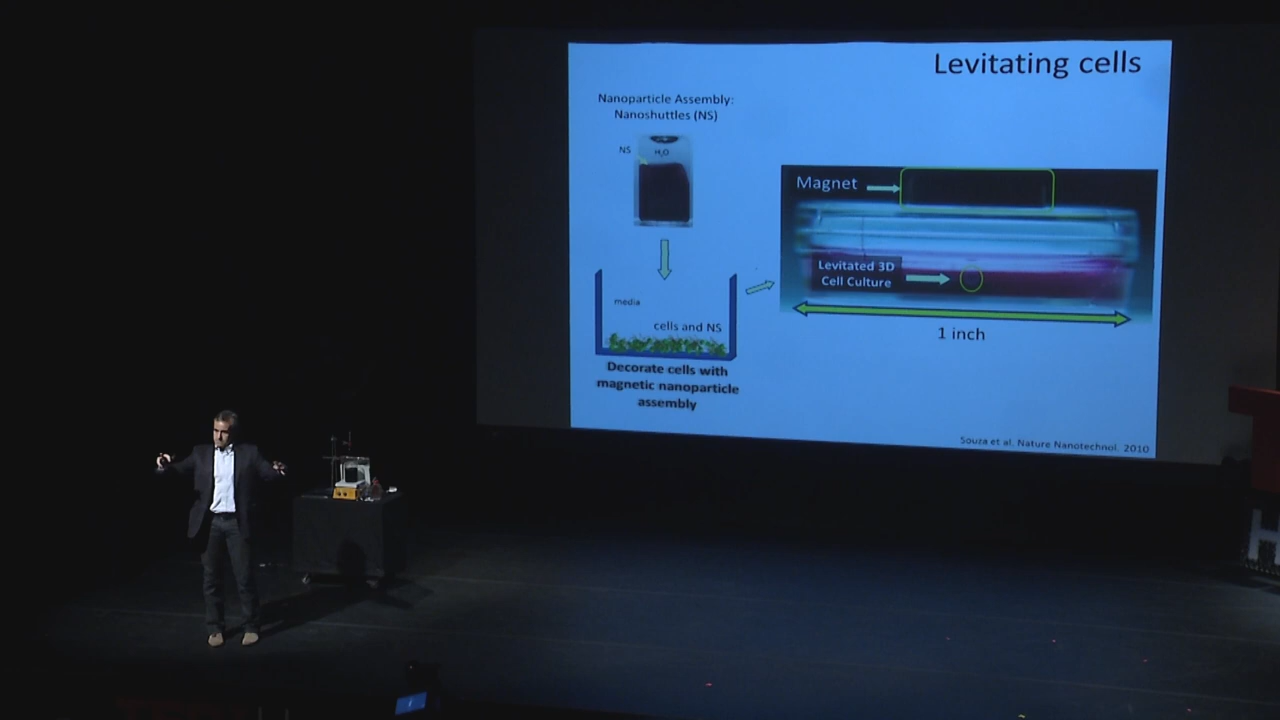 Levitating cells
Nanoparticle Assembly:
Nanoshuttles (NS)
NS
H₂O
media
cells and NS
Decorate cells with
magnetic nanoparticle
assembly
Magnet
Levitated 3D
Cell Culture
1 inch
Souza et al. Nature Nanotechnol. 2010